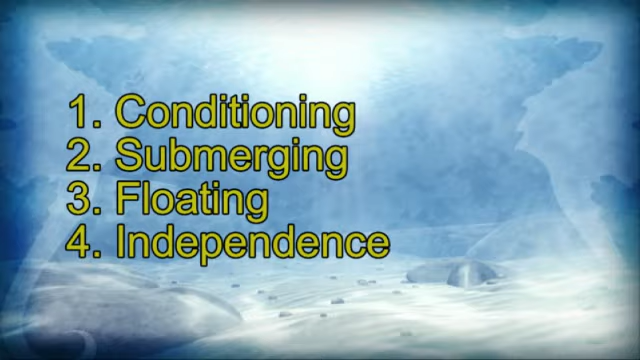 1. Conditioning
2. Submerging
3. Floating
4. Independence